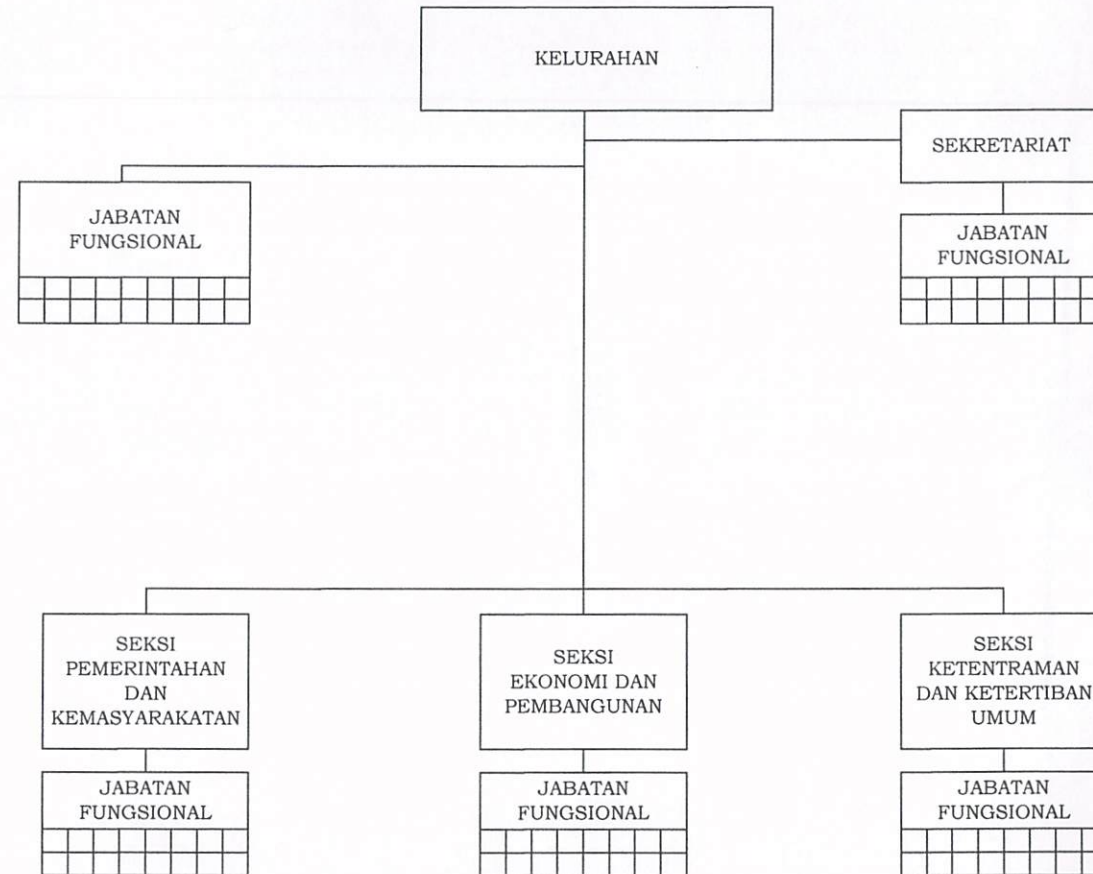 KELURAHAN
SEKRETARIAT
JABATAN
FUNGSIONAL
JABATAN
FUNGSIONAL
SEKSI
PEMERINTAHAN
DAN
KEMASYARAKATAN
SEKSI
EKONOMI DAN
PEMBANGUNAN
SEKSI
KETENTRAMAN
DAN KETERTIBAN
UMUM
JABATAN
FUNGSIONAL
JABATAN
FUNGSIONAL
JABATAN
FUNGSIONAL